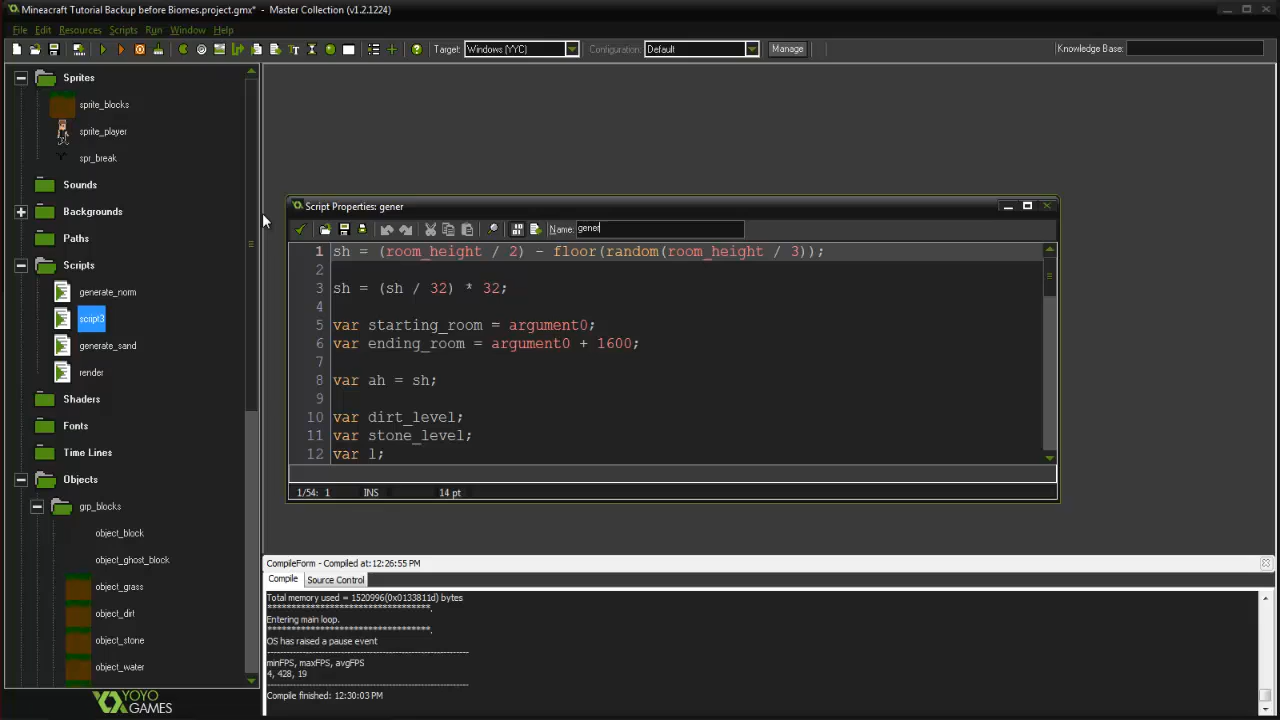 Mineacraft Tutorial Backup before Biomes.project.gmx* - Master Collection (v1.2.1224)
File Edit Resources Scripts Run Window Help
Target: Windows (YYC) Configuration: Default Manage Knowledge Base:
Sprites
sprite_blocks
sprite_player
spr_break
Sounds
Backgrounds
Paths
Scripts
generate_norm
script3
generate_sand
render
Shaders
Fonts
Time Lines
Objects
grp_blocks
object_block
object_ghost_block
object_grass
object_dirt
object_stone
object_water
YOYO
GAMES
Script Properties: gener
Name: gener
1 sh = (room_height / 2) - floor(random(room_height / 3));
2
3 sh = (sh / 32) * 32;
4
5 var starting_room = argument0;
6 var ending_room = argument0 + 1600;
7
8 var ah = sh;
9
10 var dirt_level;
11 var stone_level;
12 var l;
1/54: 1 INS 14 pt
CompileForm - Compiled at:12:26:55 PM
Compile Source Control
Total memory used = 1520996(0x0133811d) bytes
**********************************.
Entering main loop.
**********************************.
OS has raised a pause event
---------------------------------------------------------
minFPS, maxFPS, avgFPS
4, 428, 19
---------------------------------------------------------
Compile finished: 12:30:03 PM